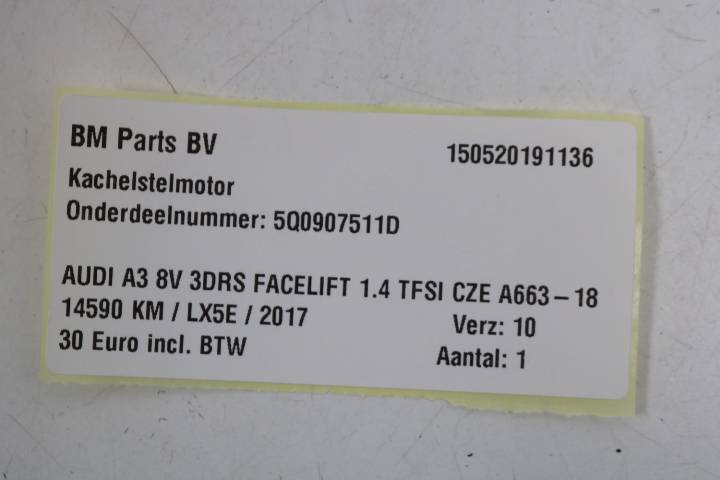 BM Parts BV 150520191136
Kachelstelmotor
Onderdeelnummer: 5Q0907511D
AUDI A3 8V 3DRS FACELIFT 1.4 TFSI CZE A663-18
14590 KM / LX5E / 2017 Verz: 10
30 Euro incl. BTW Aantal: 1